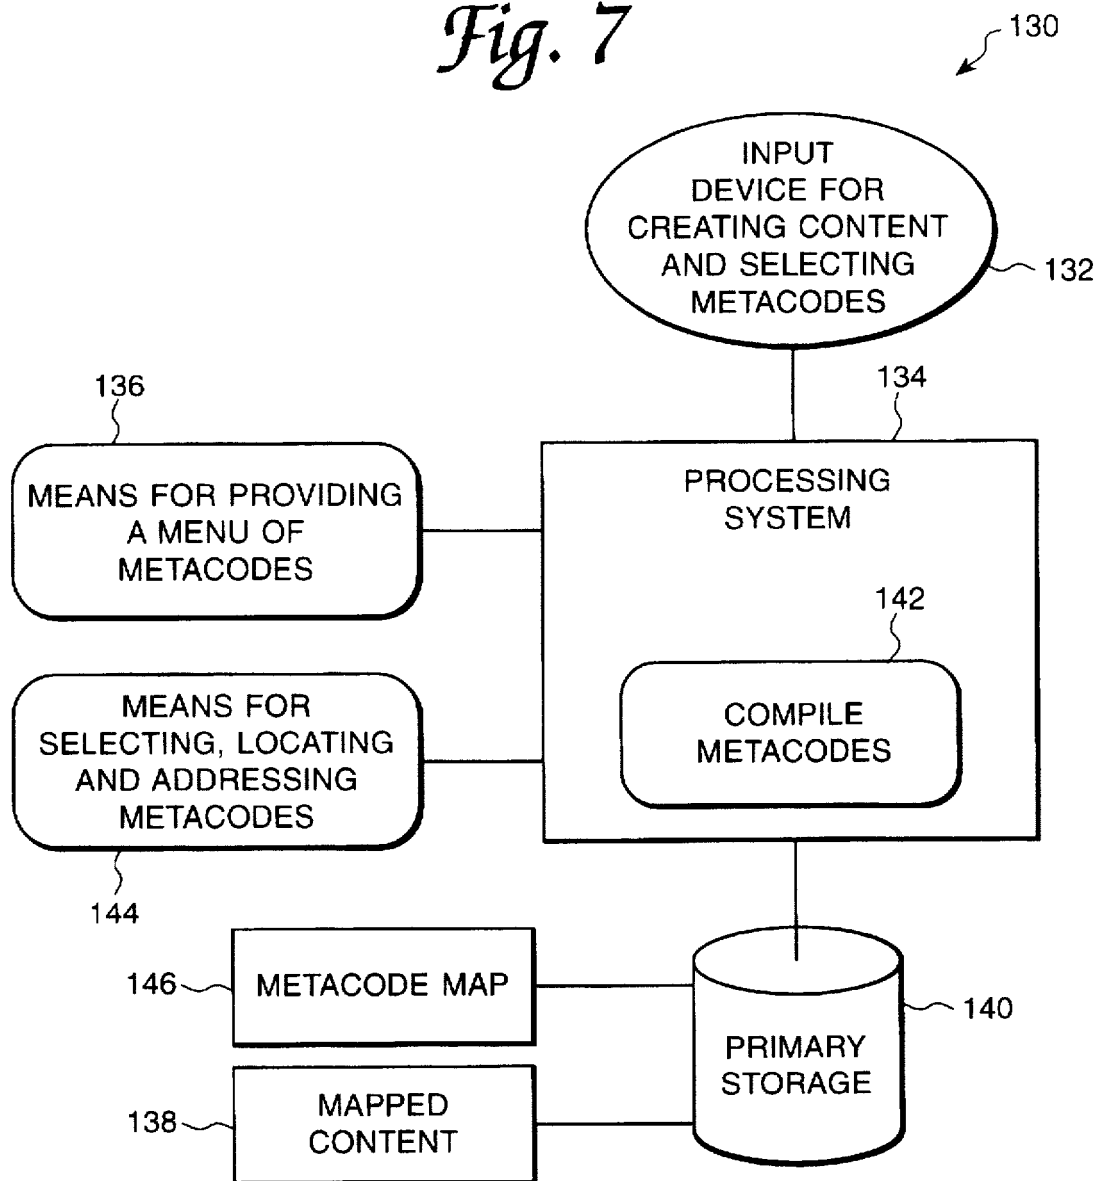 Fig. 7
130
INPUT
DEVICE FOR
CREATING CONTENT
AND SELECTING
METACODES
132
134
136
PROCESSING
SYSTEM
MEANS FOR PROVIDING
A MENU OF
METACODES
142
COMPILE
METACODES
MEANS FOR
SELECTING, LOCATING
AND ADDRESSING
METACODES
144
146
METACODE MAP
140
PRIMARY
STORAGE
138
MAPPED
CONTENT